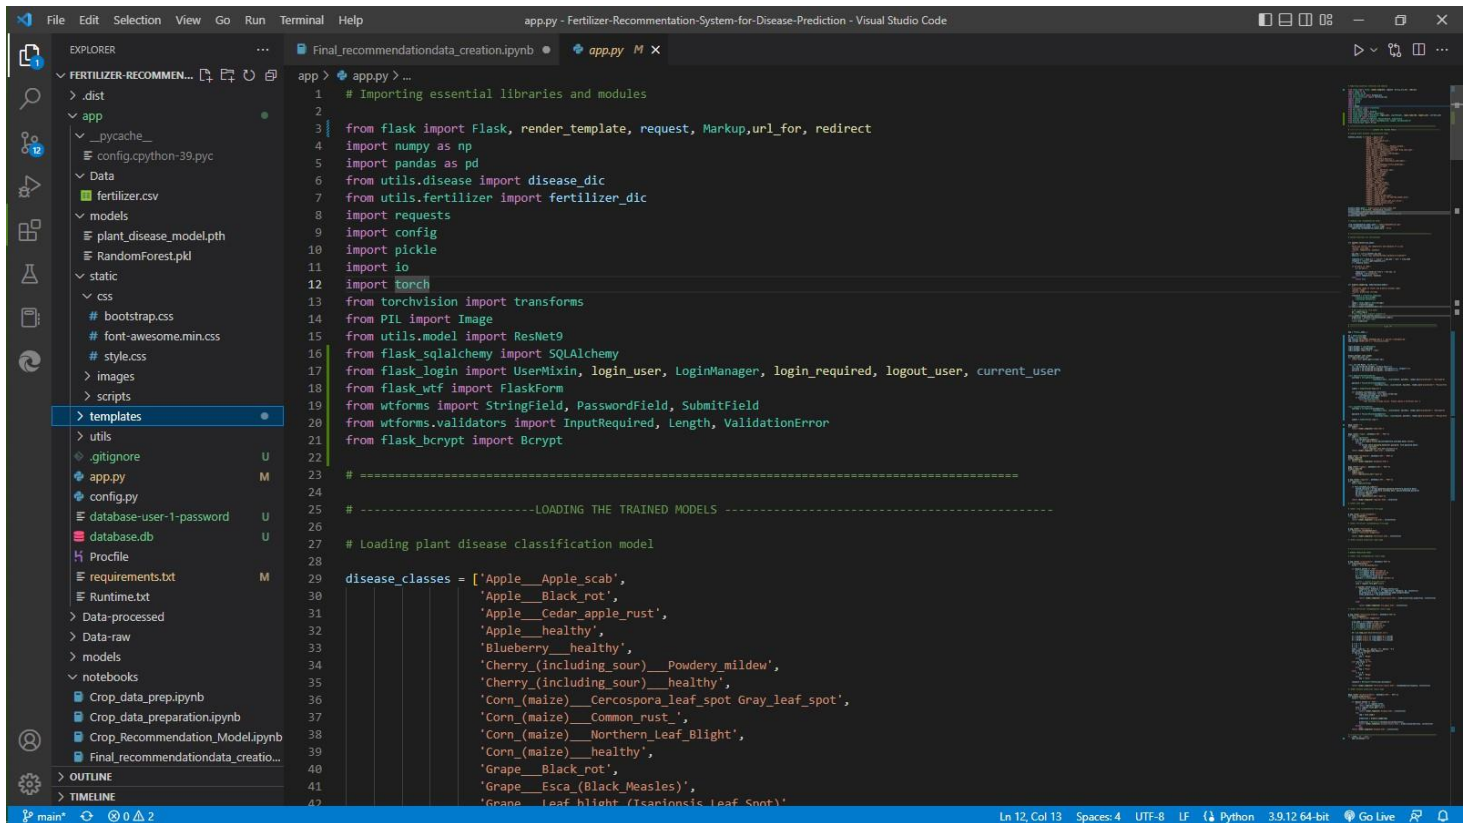 File Edit Selection View Go Run Terminal Help
app.py - Fertilizer-Recommentation-System-for-Disease-Prediction - Visual Studio Code
EXPLORER
FERTILIZER-RECOMMEN...
.dist
app
__pycache__
config.cpython-39.pyc
Data
fertilizer.csv
models
plant_disease_model.pth
RandomForest.pkl
static
css
# bootstrap.css
# font-awesome.min.css
# style.css
images
scripts
templates
utils
.gitignore U
app.py M
config.py
database-user-1-password U
database.db U
Procfile
requirements.txt M
Runtime.txt
Data-processed
Data-raw
models
notebooks
Crop_data_prep.ipynb
Crop_data_preparation.ipynb
Crop_Recommendation_Model.ipynb
Final_recommendationdata_creatio...
OUTLINE
TIMELINE
1
12
Final_recommendationdata_creation.ipynb
app.py M
app > app.py > ...
1 # Importing essential libraries and modules
2
3 from flask import Flask, render_template, request, Markup,url_for, redirect
4 import numpy as np
5 import pandas as pd
6 from utils.disease import disease_dic
7 from utils.fertilizer import fertilizer_dic
8 import requests
9 import config
10 import pickle
11 import io
12 import torch
13 from torchvision import transforms
14 from PIL import Image
15 from utils.model import ResNet9
16 from flask_sqlalchemy import SQLAlchemy
17 from flask_login import UserMixin, login_user, LoginManager, login_required, logout_user, current_user
18 from flask_wtf import FlaskForm
19 from wtforms import StringField, PasswordField, SubmitField
20 from wtforms.validators import InputRequired, Length, ValidationError
21 from flask_bcrypt import Bcrypt
22
23 # ==============================================================================================
24
25 # -------------------------LOADING THE TRAINED MODELS -----------------------------------------------
26
27 # Loading plant disease classification model
28
29 disease_classes = ['Apple___Apple_scab',
30 'Apple___Black_rot',
31 'Apple___Cedar_apple_rust',
32 'Apple___healthy',
33 'Blueberry___healthy',
34 'Cherry_(including_sour)___Powdery_mildew',
35 'Cherry_(including_sour)___healthy',
36 'Corn_(maize)___Cercospora_leaf_spot Gray_leaf_spot',
37 'Corn_(maize)___Common_rust_',
38 'Corn_(maize)___Northern_Leaf_Blight',
39 'Corn_(maize)___healthy',
40 'Grape___Black_rot',
41 'Grape___Esca_(Black_Measles)',
42 'Grape___Leaf_blight_(Isariopsis_Leaf_Spot)'
main* 0 2
Ln 12, Col 13 Spaces: 4 UTF-8 LF Python 3.9.12 64-bit Go Live